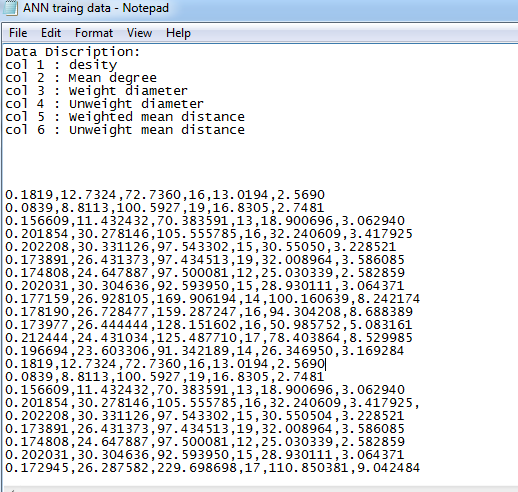 ANN traing data - Notepad
File Edit Format View Help
Data Discription:
col 1 : desity
col 2 : Mean degree
col 3 : Weight diameter
col 4 : Unweight diameter
col 5 : Weighted mean distance
col 6 : Unweight mean distance
0.1819,12.7324,72.7360,16,13.0194,2.5690
0.0839,8.8113,100.5927,19,16.8305,2.7481
0.156609,11.432432,70.383591,13,18.900696,3.062940
0.201854,30.278146,105.555785,16,32.240609,3.417925
0.202208,30.331126,97.543302,15,30.55050,3.228521
0.173891,26.431373,97.434513,19,32.008964,3.586085
0.174808,24.647887,97.500081,12,25.030339,2.582859
0.202031,30.304636,92.593950,15,28.930111,3.064371
0.177159,26.928105,169.906194,14,100.160639,8.242174
0.178190,26.728477,159.287247,16,94.304208,8.688389
0.173977,26.444444,128.151602,16,50.985752,5.083161
0.212444,24.431034,125.487710,17,78.403864,8.529985
0.196694,23.603306,91.342189,14,26.346950,3.169284
0.1819,12.7324,72.7360,16,13.0194,2.5690
0.0839,8.8113,100.5927,19,16.8305,2.7481
0.156609,11.432432,70.383591,13,18.900696,3.062940
0.201854,30.278146,105.555785,16,32.240609,3.417925,
0.202208,30.331126,97.543302,15,30.550504,3.228521
0.173891,26.431373,97.434513,19,32.008964,3.586085
0.174808,24.647887,97.500081,12,25.030339,2.582859
0.202031,30.304636,92.593950,15,28.930111,3.064371
0.172945,26.287582,229.698698,17,110.850381,9.042484